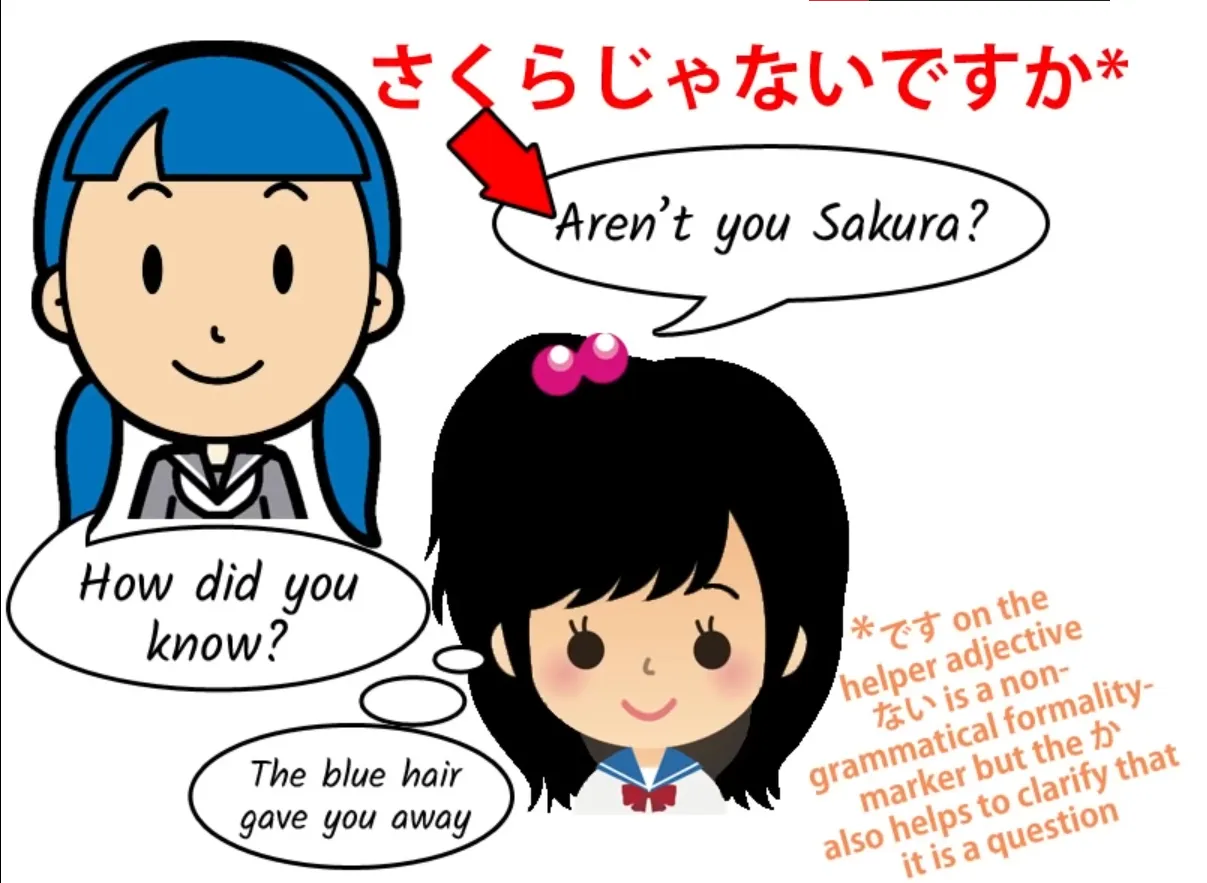 さくらじゃないですか*
Aren't you Sakura?
How did you
know?
The blue hair
gave you away
*です on the
helper adjective
ない is a non-
grammatical formality-
marker but the か
also helps to clarify that
it is a question